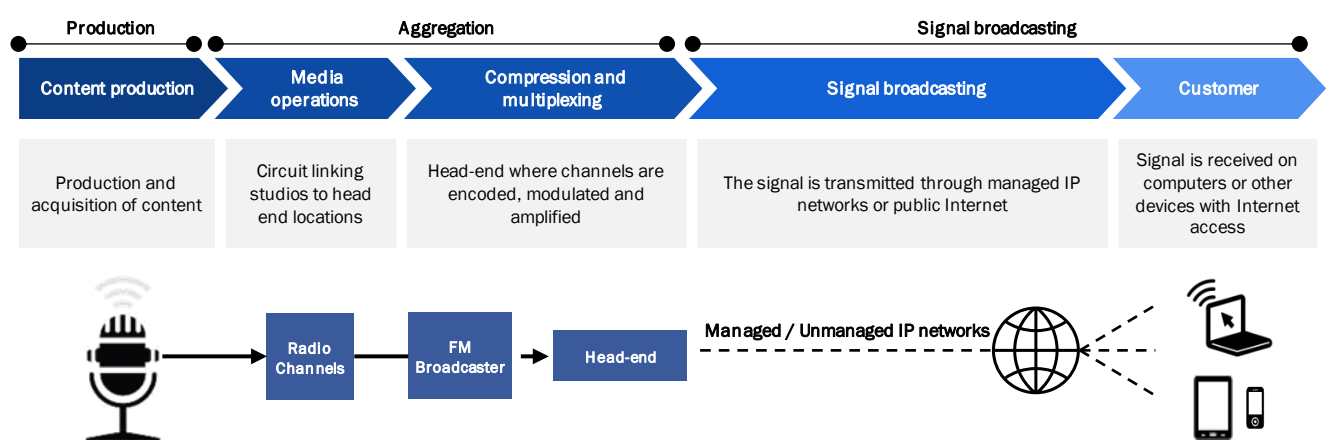 Production
Aggregation
Signal broadcasting
Content production
Media
operations
Compression and
multiplexing
Signal broadcasting
Customer
Production and
acquisition of content
Circuit linking
studios to head
end locations
Head-end where channels are
encoded, modulated and
amplified
The signal is transmitted through managed IP
networks or public Internet
Signal is received on
computers or other
devices with Internet
access
Radio
Channels
FM
Broadcaster
Head-end
Managed / Unmanaged IP networks